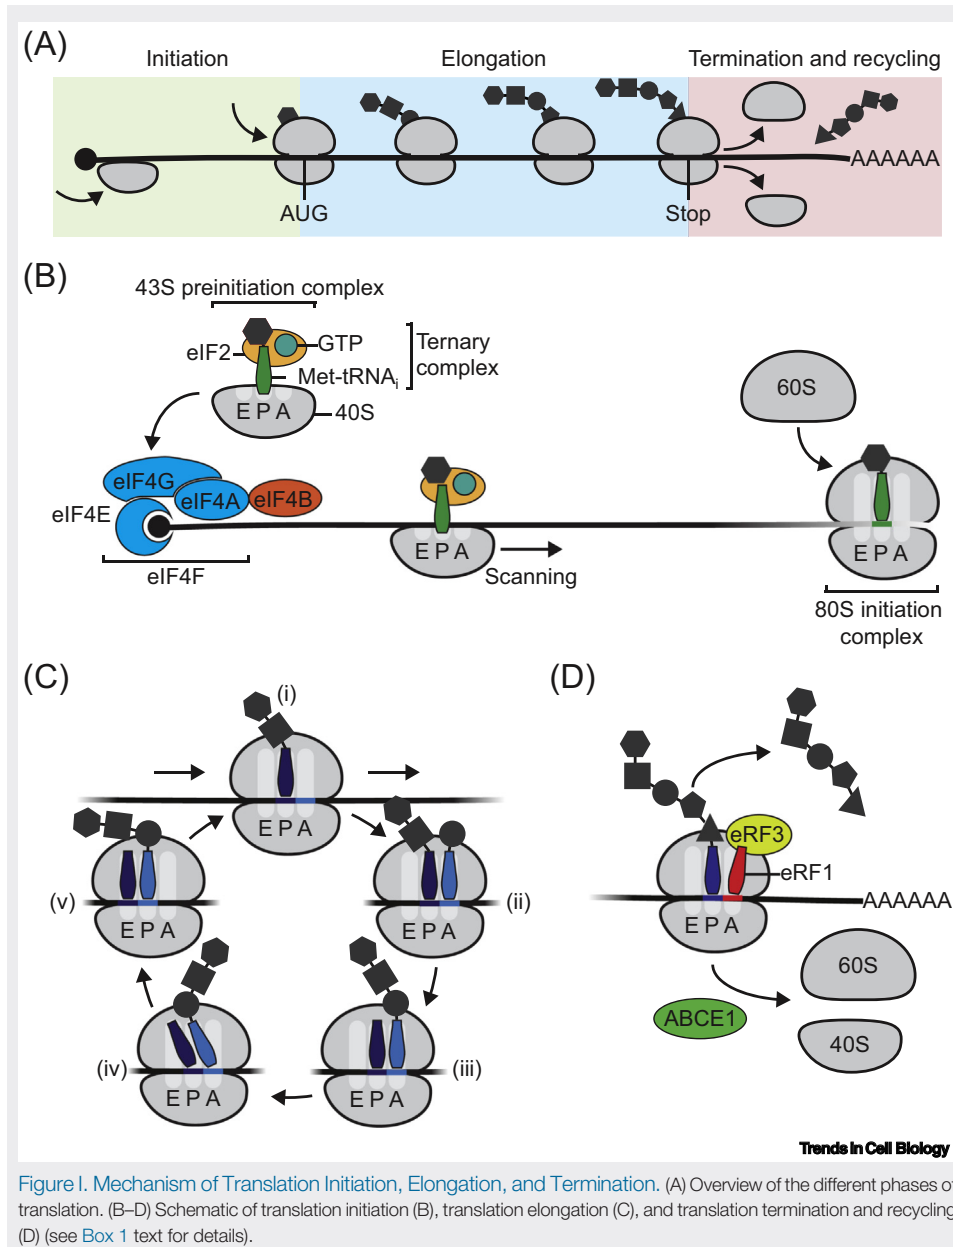 (A)
Initiation Elongation Termination and recycling
AAAAAA
AUG Stop
(B)
43S preinitiation complex
eIF2 GTP Ternary
complex
Met-tRNAi
E P A 40S
60S
eIF4G
eIF4A eIF4B
eIF4E
eIF4F
E P A
Scanning
E P A
80S initiation
complex
(C)
(i)
E P A
(ii)
E P A
(iii)
E P A
(iv)
E P A
(v)
E P A
(D)
eRF3
eRF1
AAAAAA
E P A
60S
ABCE1
40S
Trends in Cell Biology
Figure I. Mechanism of Translation Initiation, Elongation, and Termination. (A) Overview of the different phases of
translation. (B–D) Schematic of translation initiation (B), translation elongation (C), and translation termination and recycling
(D) (see Box 1 text for details).